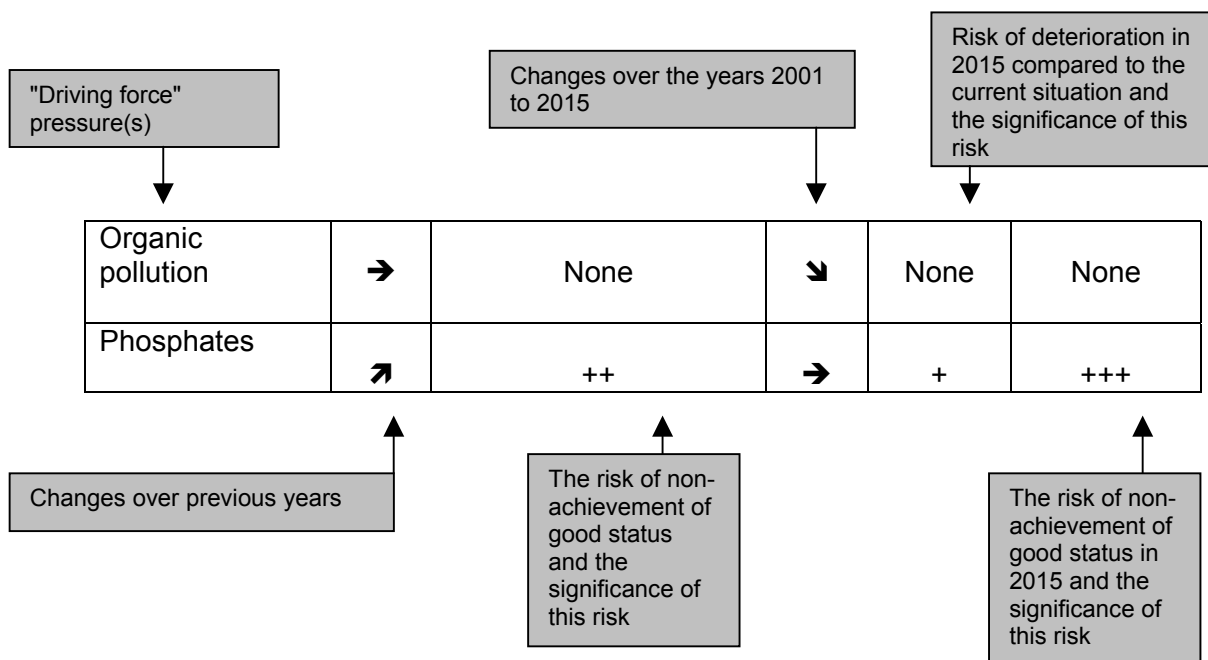 Risk of deterioration in
2015 compared to the
current situation and
the significance of this
risk
Changes over the years 2001
to 2015
"Driving force"
pressure(s)
Organic
pollution
➔ None ➘ None None
Phosphates
➚ ++ ➔ + +++
Changes over previous years
The risk of non-
achievement of
good status
and the
significance of
this risk
The risk of non-
achievement of
good status in
2015 and the
significance of
this risk